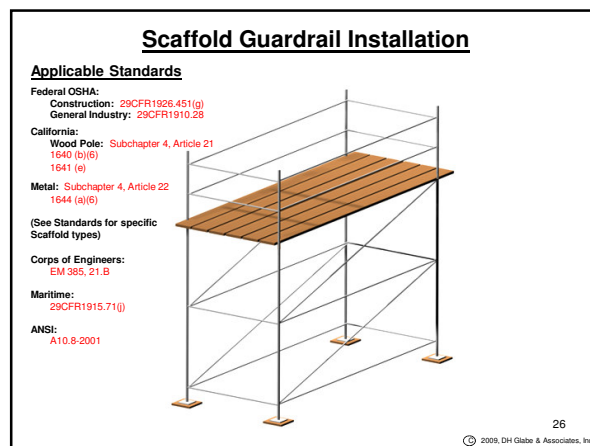 Scaffold Guardrail Installation
Applicable Standards
Federal OSHA:
Construction: 29CFR1926.451(g)
General Industry: 29CFR1910.28
California:
Wood Pole: Subchapter 4, Article 21
1640 (b)(6)
1641 (e)
Metal: Subchapter 4, Article 22
1644 (a)(6)
(See Standards for specific
Scaffold types)
Corps of Engineers:
EM 385, 21.B
Maritime:
29CFR1915.71(j)
ANSI:
A10.8-2001
26
© 2009, DH Glabe & Associates, Inc